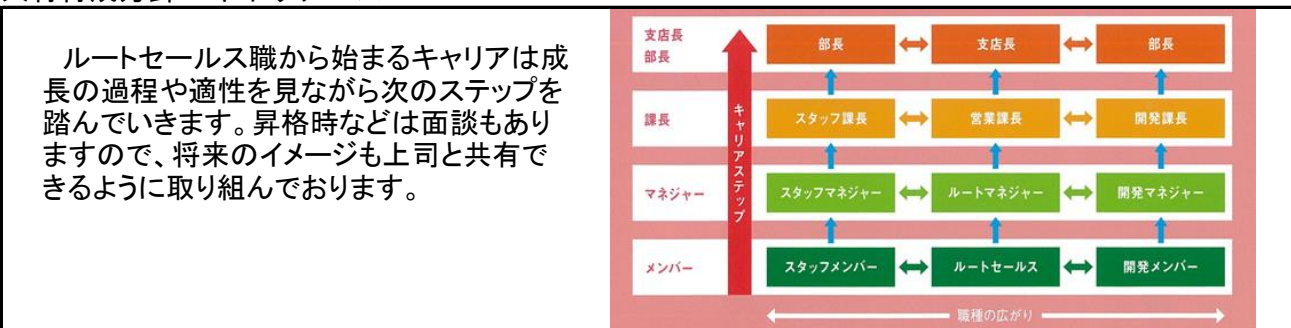 ルートセールス職から始まるキャリアは成
長の過程や適性を見ながら次のステップを
踏んでいきます。昇格時などは面談もあり
ますので、将来のイメージも上司と共有で
きるように取り組んでおります。
キャリアステップ
支店長
部長
部長 支店長 部長
課長
スタッフ課長 営業課長 開発課長
マネジャー
スタッフマネジャー ルートマネジャー 開発マネジャー
メンバー
スタッフメンバー ルートセールス 開発メンバー
職種の広がり